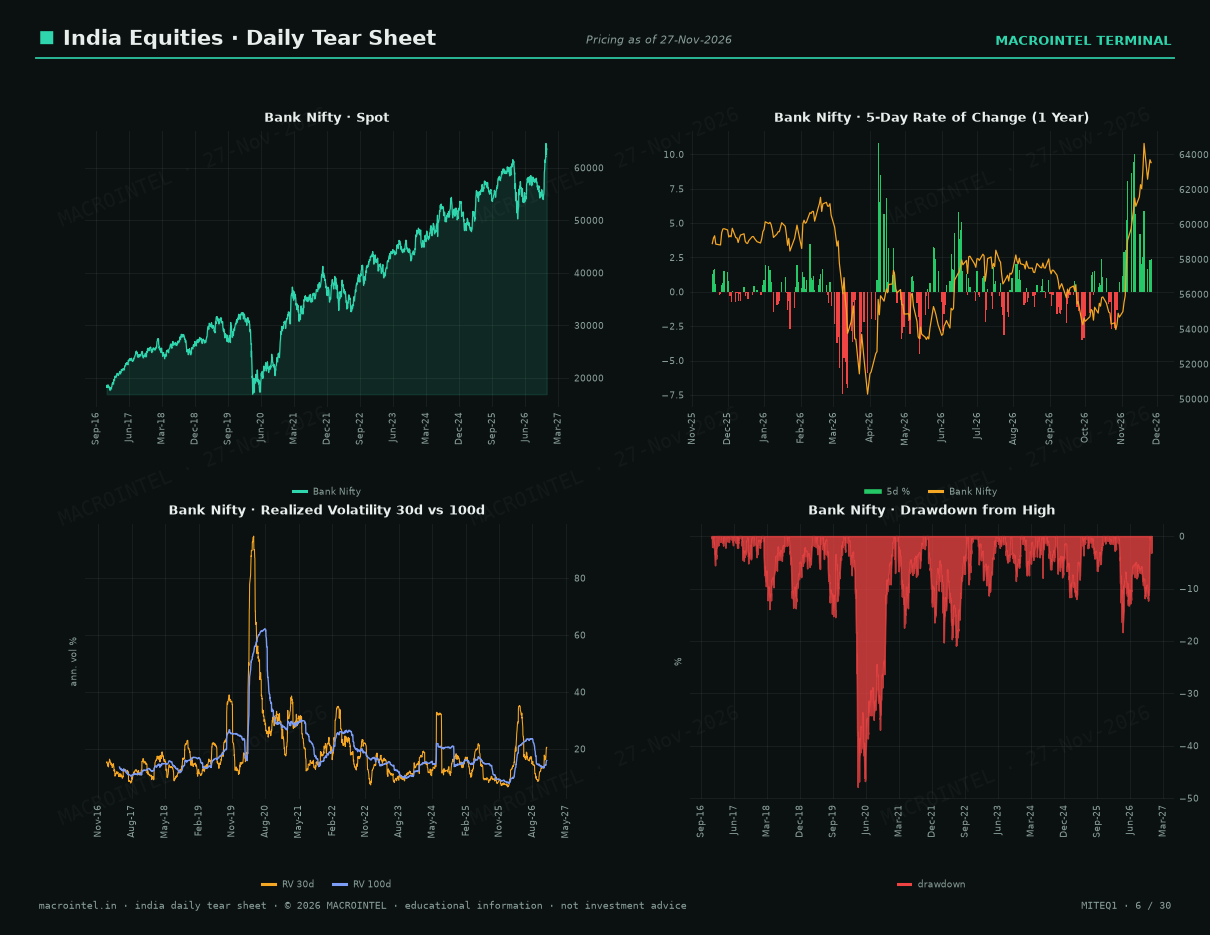 India Equities · Daily Tear Sheet
Pricing as of 27-Nov-2026
MACROINTEL TERMINAL
Bank Nifty · Spot
60000
50000
40000
30000
20000
Sep-16 Jun-17 Mar-18 Dec-18 Sep-19 Jun-20 Mar-21 Dec-21 Sep-22 Jun-23 Mar-24 Dec-24 Sep-25 Jun-26 Mar-27
Bank Nifty
Bank Nifty · 5-Day Rate of Change (1 Year)
10.0
7.5
5.0
2.5
0.0
−2.5
−5.0
−7.5
64000
62000
60000
58000
56000
54000
52000
50000
Nov-25 Dec-25 Jan-26 Feb-26 Mar-26 Apr-26 May-26 Jun-26 Jul-26 Aug-26 Sep-26 Oct-26 Nov-26 Dec-26
5d % Bank Nifty
Bank Nifty · Realized Volatility 30d vs 100d
ann. vol %
80
60
40
20
Nov-16 Aug-17 May-18 Feb-19 Nov-19 Aug-20 May-21 Feb-22 Nov-22 Aug-23 May-24 Feb-25 Nov-25 Aug-26 May-27
RV 30d RV 100d
Bank Nifty · Drawdown from High
%
0
−10
−20
−30
−40
−50
Sep-16 Jun-17 Mar-18 Dec-18 Sep-19 Jun-20 Mar-21 Dec-21 Sep-22 Jun-23 Mar-24 Dec-24 Sep-25 Jun-26 Mar-27
drawdown
MACROINTEL · 27-Nov-2026
macrointel.in · india daily tear sheet · © 2026 MACROINTEL · educational information · not investment advice
MITEQ1 · 6 / 30